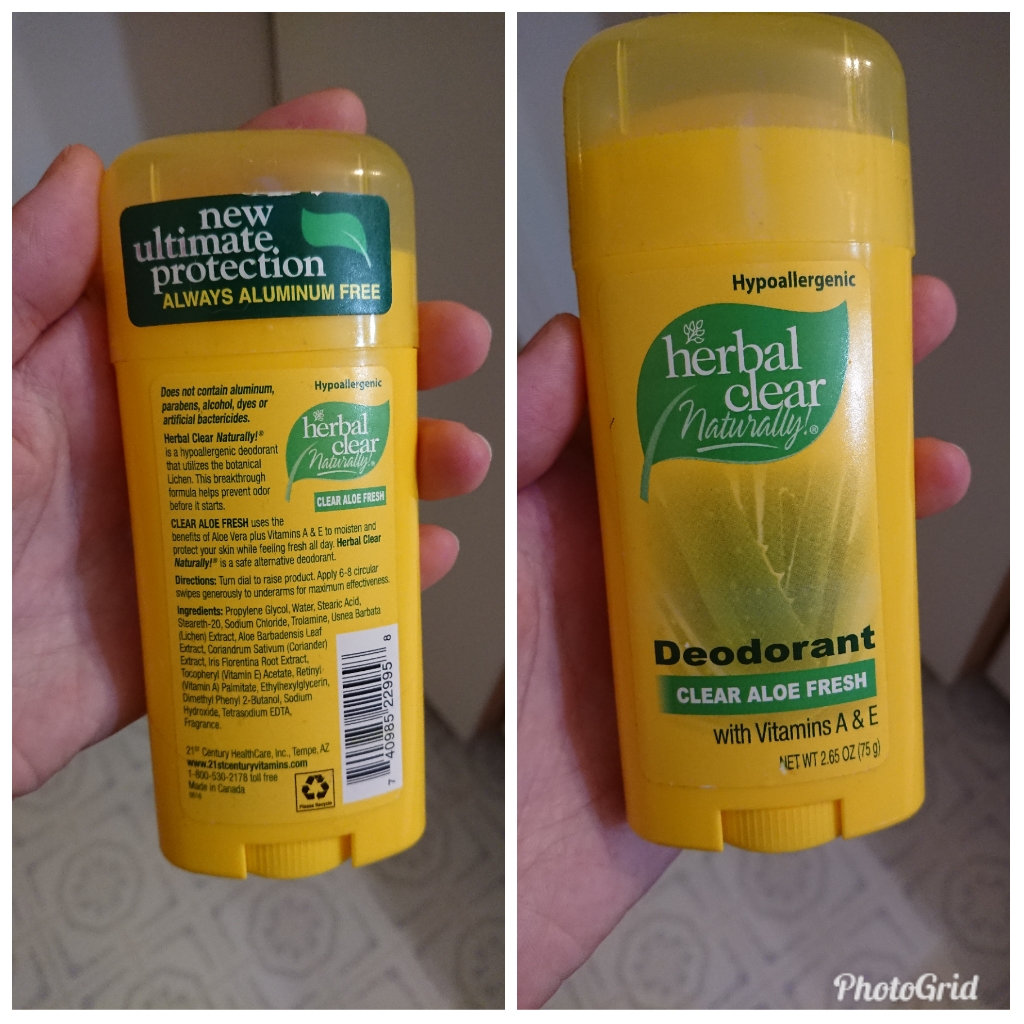 new
ultimate
protection
ALWAYS ALUMINUM FREE
Does not contain aluminum,
parabens, alcohol, dyes or
artificial bactericides.
Herbal Clear Naturally!®
is a hypoallergenic deodorant
that utilizes the botanical
Lichen. This breakthrough
formula helps prevent odor
before it starts.
Hypoallergenic
herbal
clear
Naturally!®
CLEAR ALOE FRESH
CLEAR ALOE FRESH uses the
benefits of Aloe Vera plus Vitamins A & E to moisten and
protect your skin while feeling fresh all day. Herbal Clear
Naturally!® is a safe alternative deodorant.
Directions: Turn dial to raise product. Apply 6-8 circular
swipes generously to underarms for maximum effectiveness.
Ingredients: Propylene Glycol, Water, Stearic Acid,
Steareth-20, Sodium Chloride, Trolamine, Usnea Barbata
(Lichen) Extract, Aloe Barbadensis Leaf
Extract, Coriandrum Sativum (Coriander)
Extract, Iris Florentina Root Extract,
Tocopheryl (Vitamin E) Acetate, Retinyl
(Vitamin A) Palmitate, Ethylhexylglycerin,
Dimethyl Phenyl 2-Butanol, Sodium
Hydroxide, Tetrasodium EDTA,
Fragrance.
7 40985 22995 8
21st Century HealthCare, Inc., Tempe, AZ
www.21stcenturyvitamins.com
1-800-530-2178 toll free
Made in Canada
Please Recycle
Hypoallergenic
herbal
clear
Naturally!®
Deodorant
CLEAR ALOE FRESH
with Vitamins A & E
NET WT 2.65 OZ (75 g)
PhotoGrid